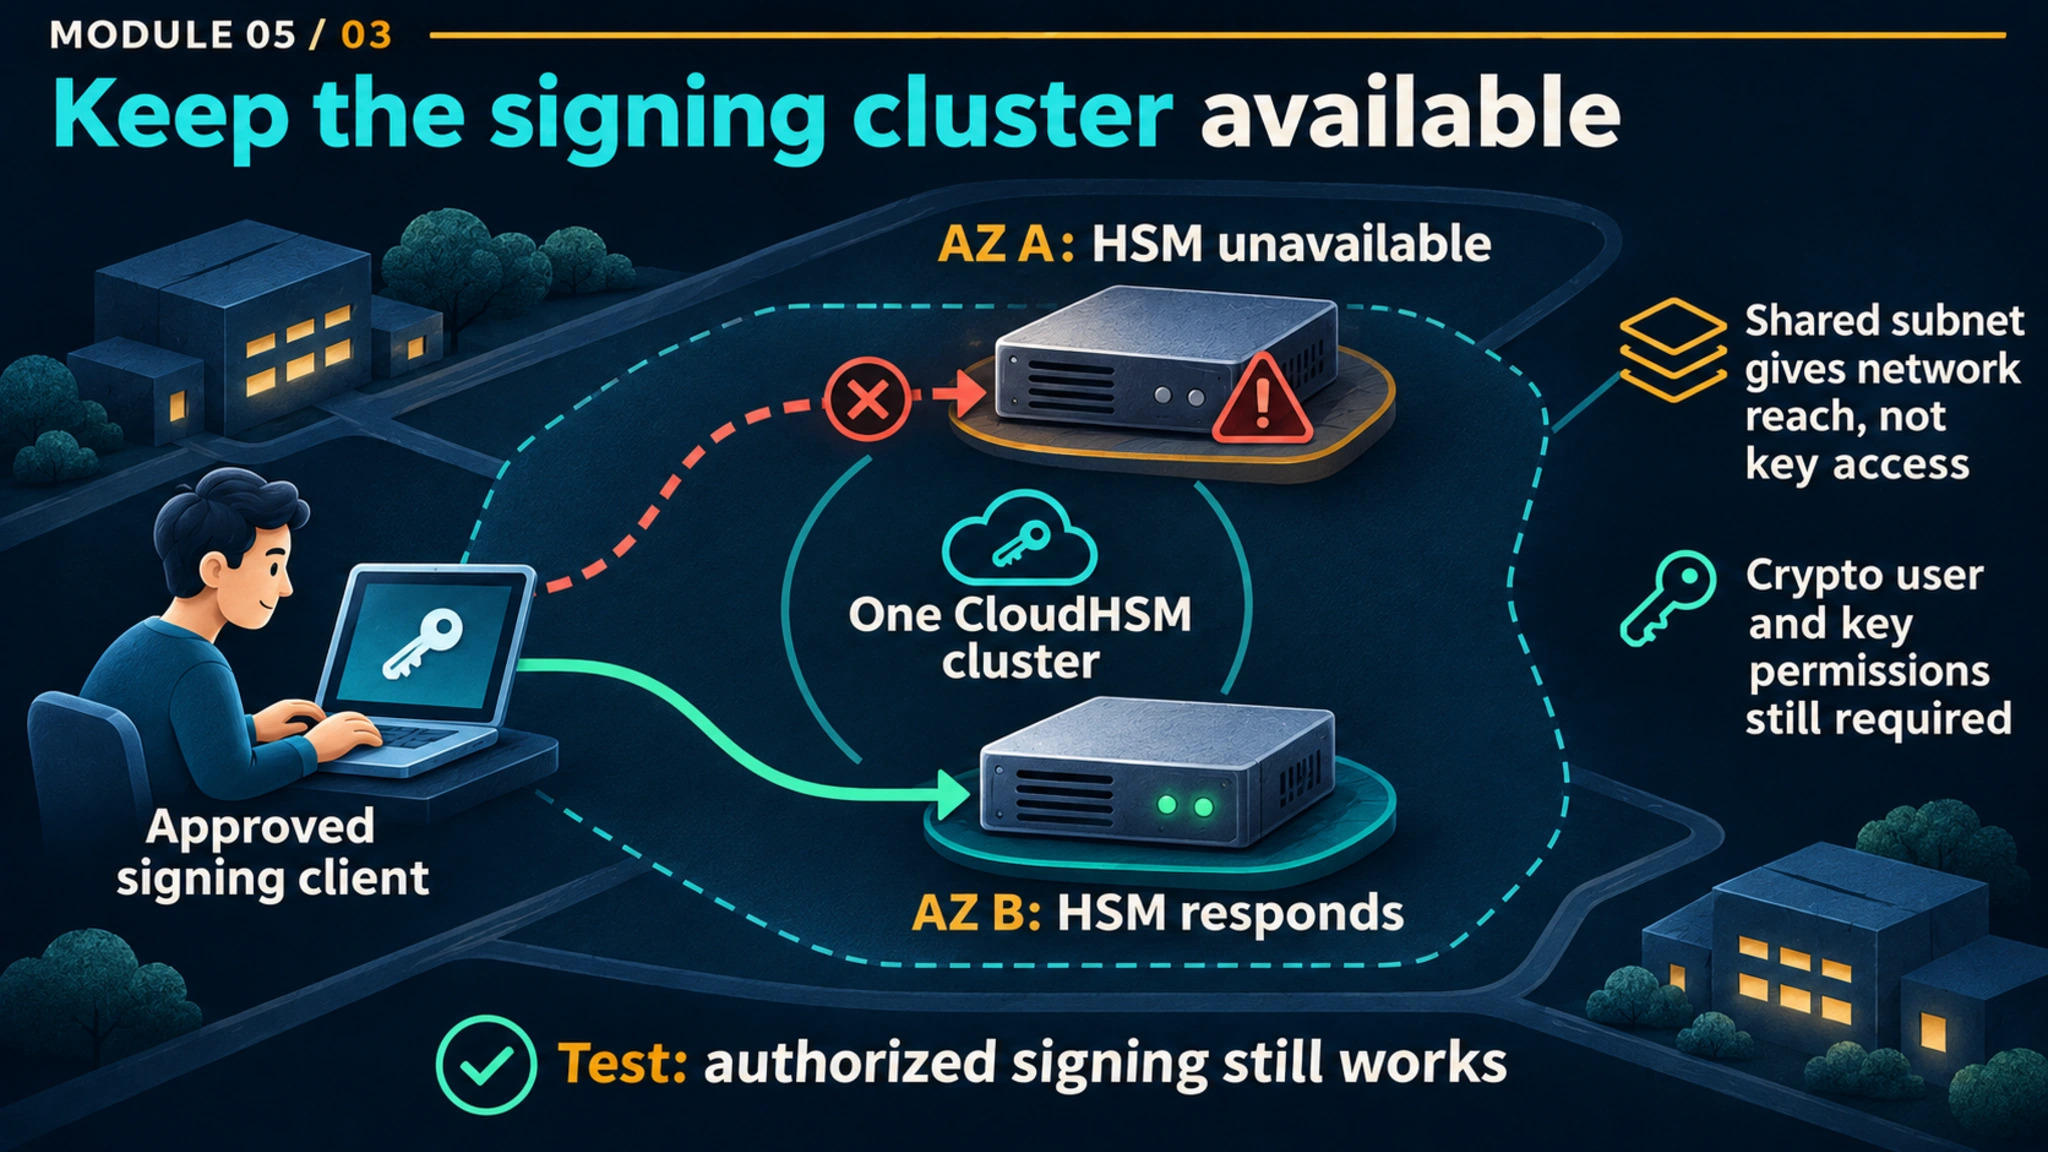 MODULE 05 / 03
Keep the signing cluster available
AZ A: HSM unavailable
Shared subnet
gives network
reach, not
key access
One CloudHSM
cluster
Crypto user
and key
permissions
still required
Approved
signing client
AZ B: HSM responds
Test: authorized signing still works